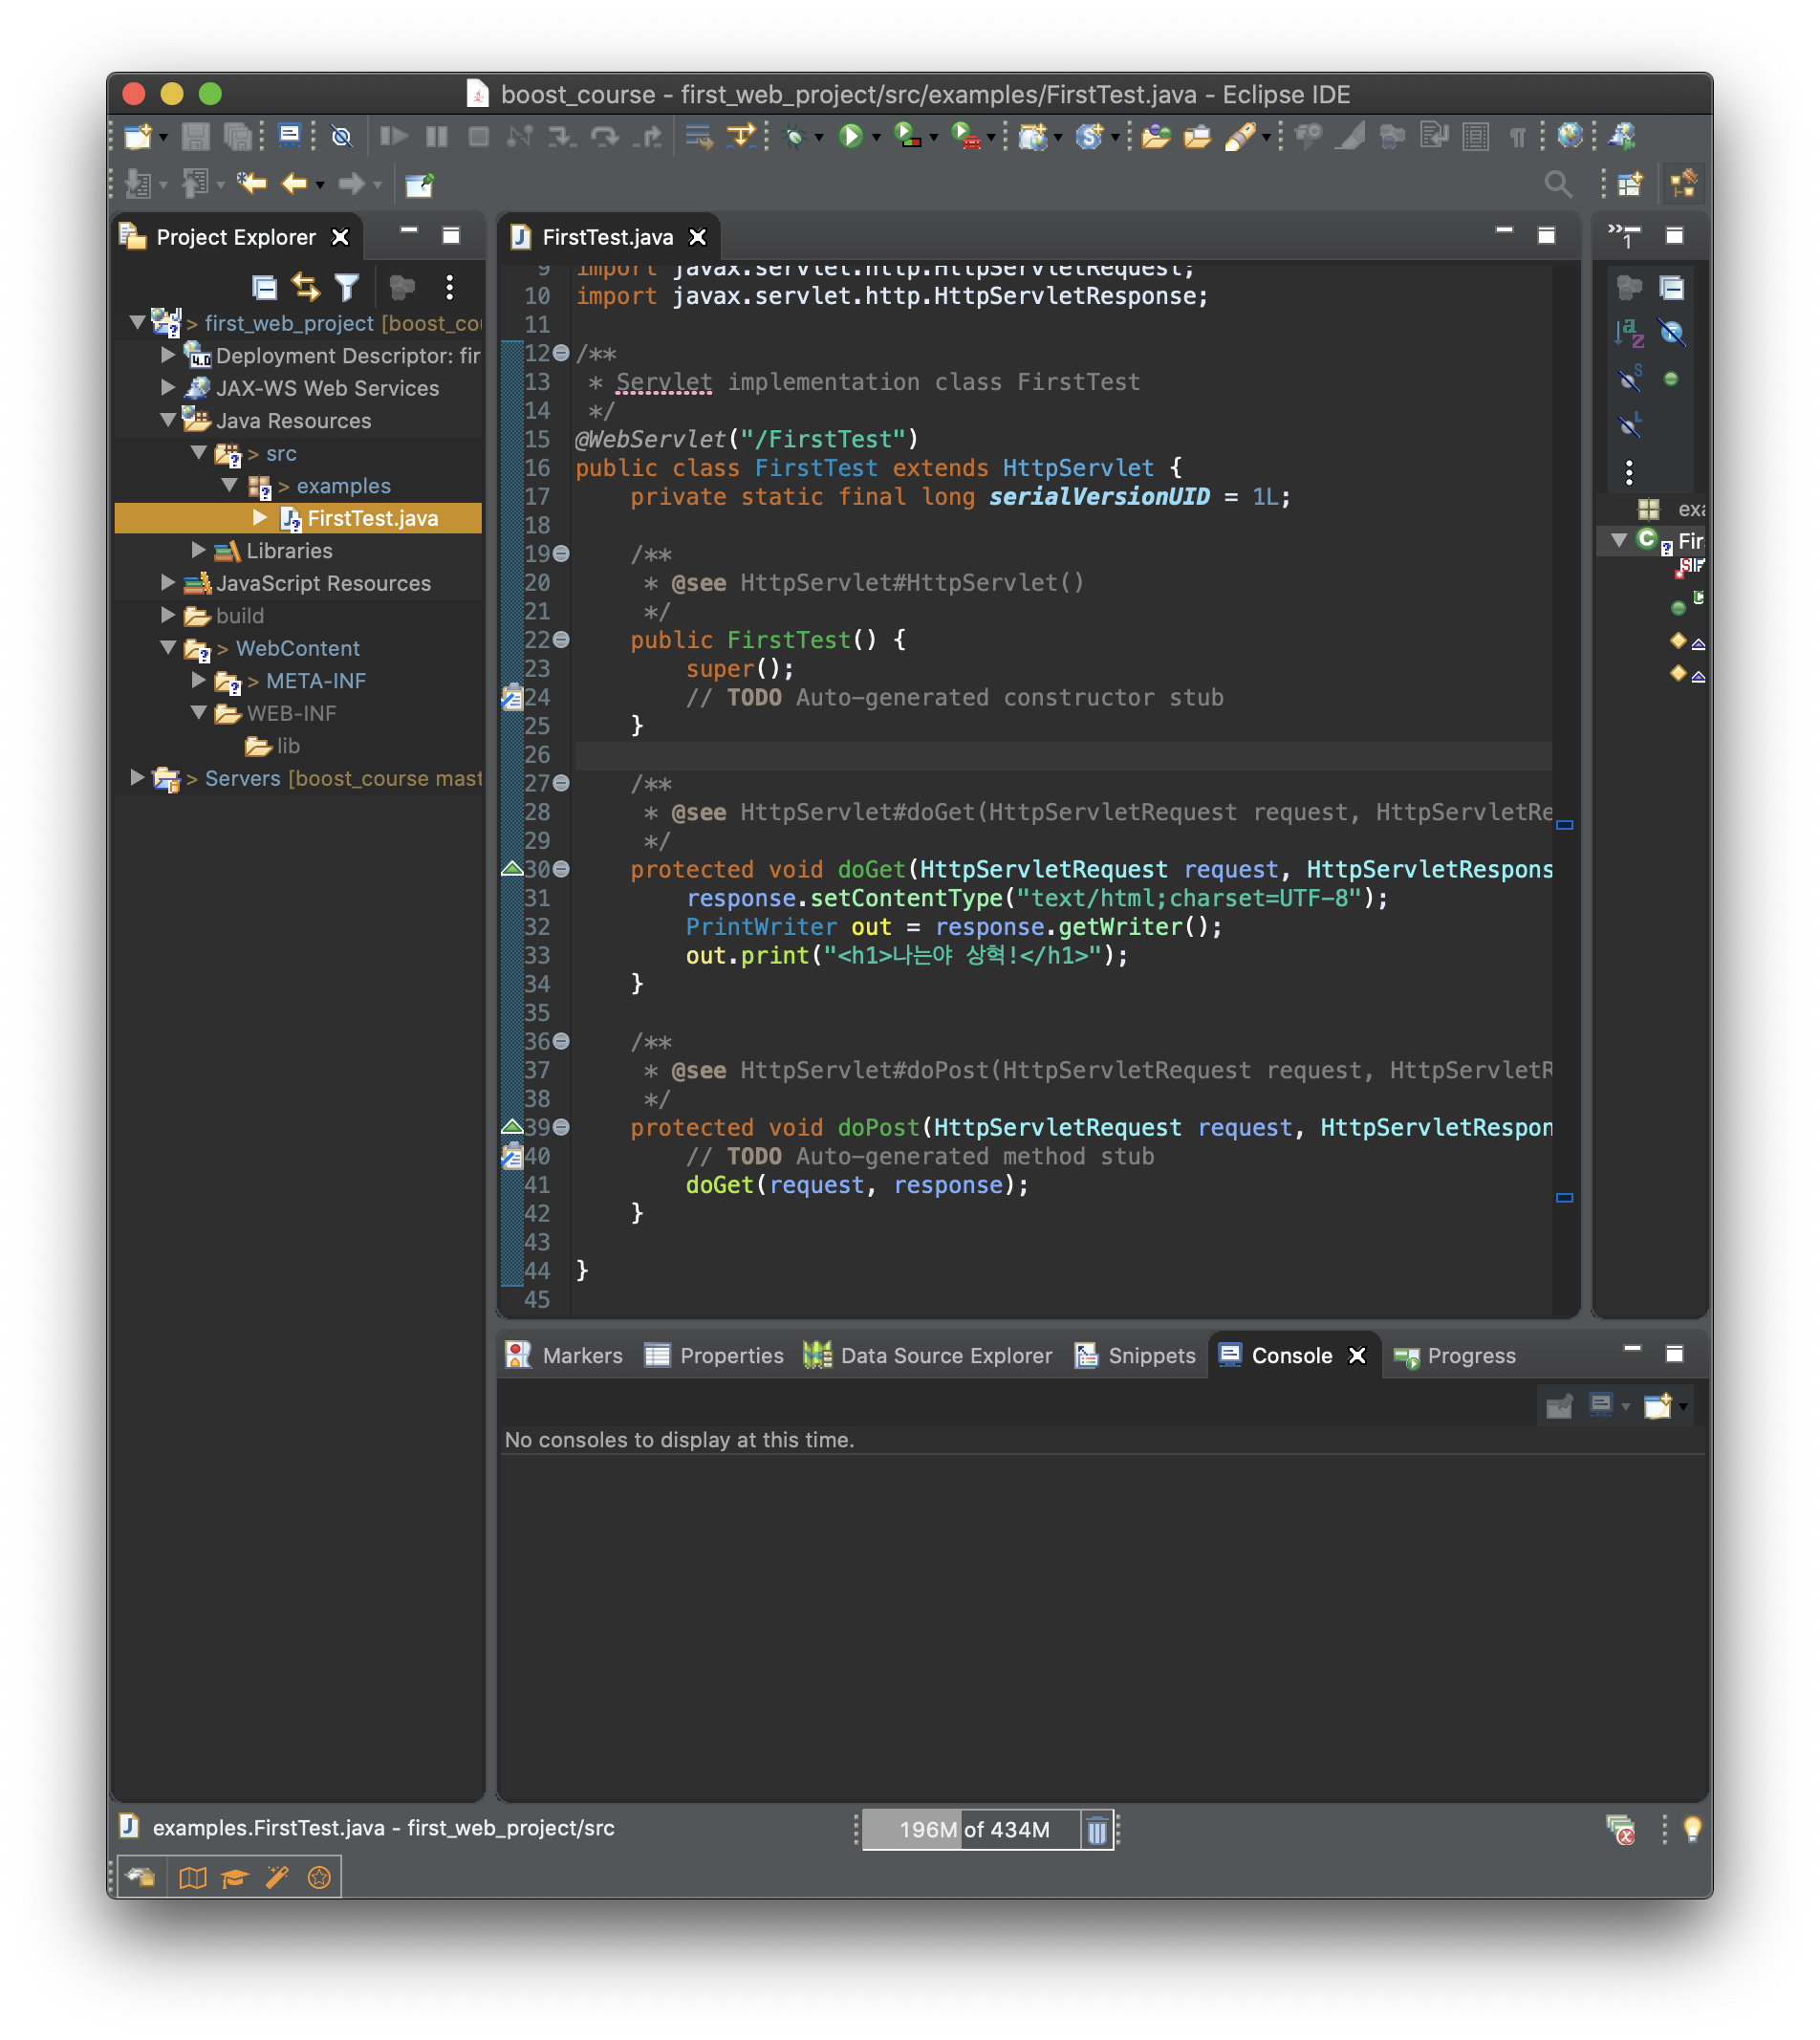 boost_course - first_web_project/src/examples/FirstTest.java - Eclipse IDE
Project Explorer
> first_web_project [boost_cou
Deployment Descriptor: fir
JAX-WS Web Services
Java Resources
> src
> examples
FirstTest.java
Libraries
JavaScript Resources
build
> WebContent
> META-INF
WEB-INF
lib
> Servers [boost_course mast
FirstTest.java
9 import javax.servlet.http.HttpServletRequest;
10 import javax.servlet.http.HttpServletResponse;
11
12 /**
13  * Servlet implementation class FirstTest
14  */
15 @WebServlet("/FirstTest")
16 public class FirstTest extends HttpServlet {
17     private static final long serialVersionUID = 1L;
18
19     /**
20      * @see HttpServlet#HttpServlet()
21      */
22     public FirstTest() {
23         super();
24         // TODO Auto-generated constructor stub
25     }
26
27     /**
28      * @see HttpServlet#doGet(HttpServletRequest request, HttpServletRe
29      */
30     protected void doGet(HttpServletRequest request, HttpServletRespons
31         response.setContentType("text/html;charset=UTF-8");
32         PrintWriter out = response.getWriter();
33         out.print("<h1>나는야 상혁!</h1>");
34     }
35
36     /**
37      * @see HttpServlet#doPost(HttpServletRequest request, HttpServletR
38      */
39     protected void doPost(HttpServletRequest request, HttpServletRespon
40         // TODO Auto-generated method stub
41         doGet(request, response);
42     }
43
44 }
45
»1
exa
Fir
Markers Properties Data Source Explorer Snippets Console Progress
No consoles to display at this time.
examples.FirstTest.java - first_web_project/src
196M of 434M